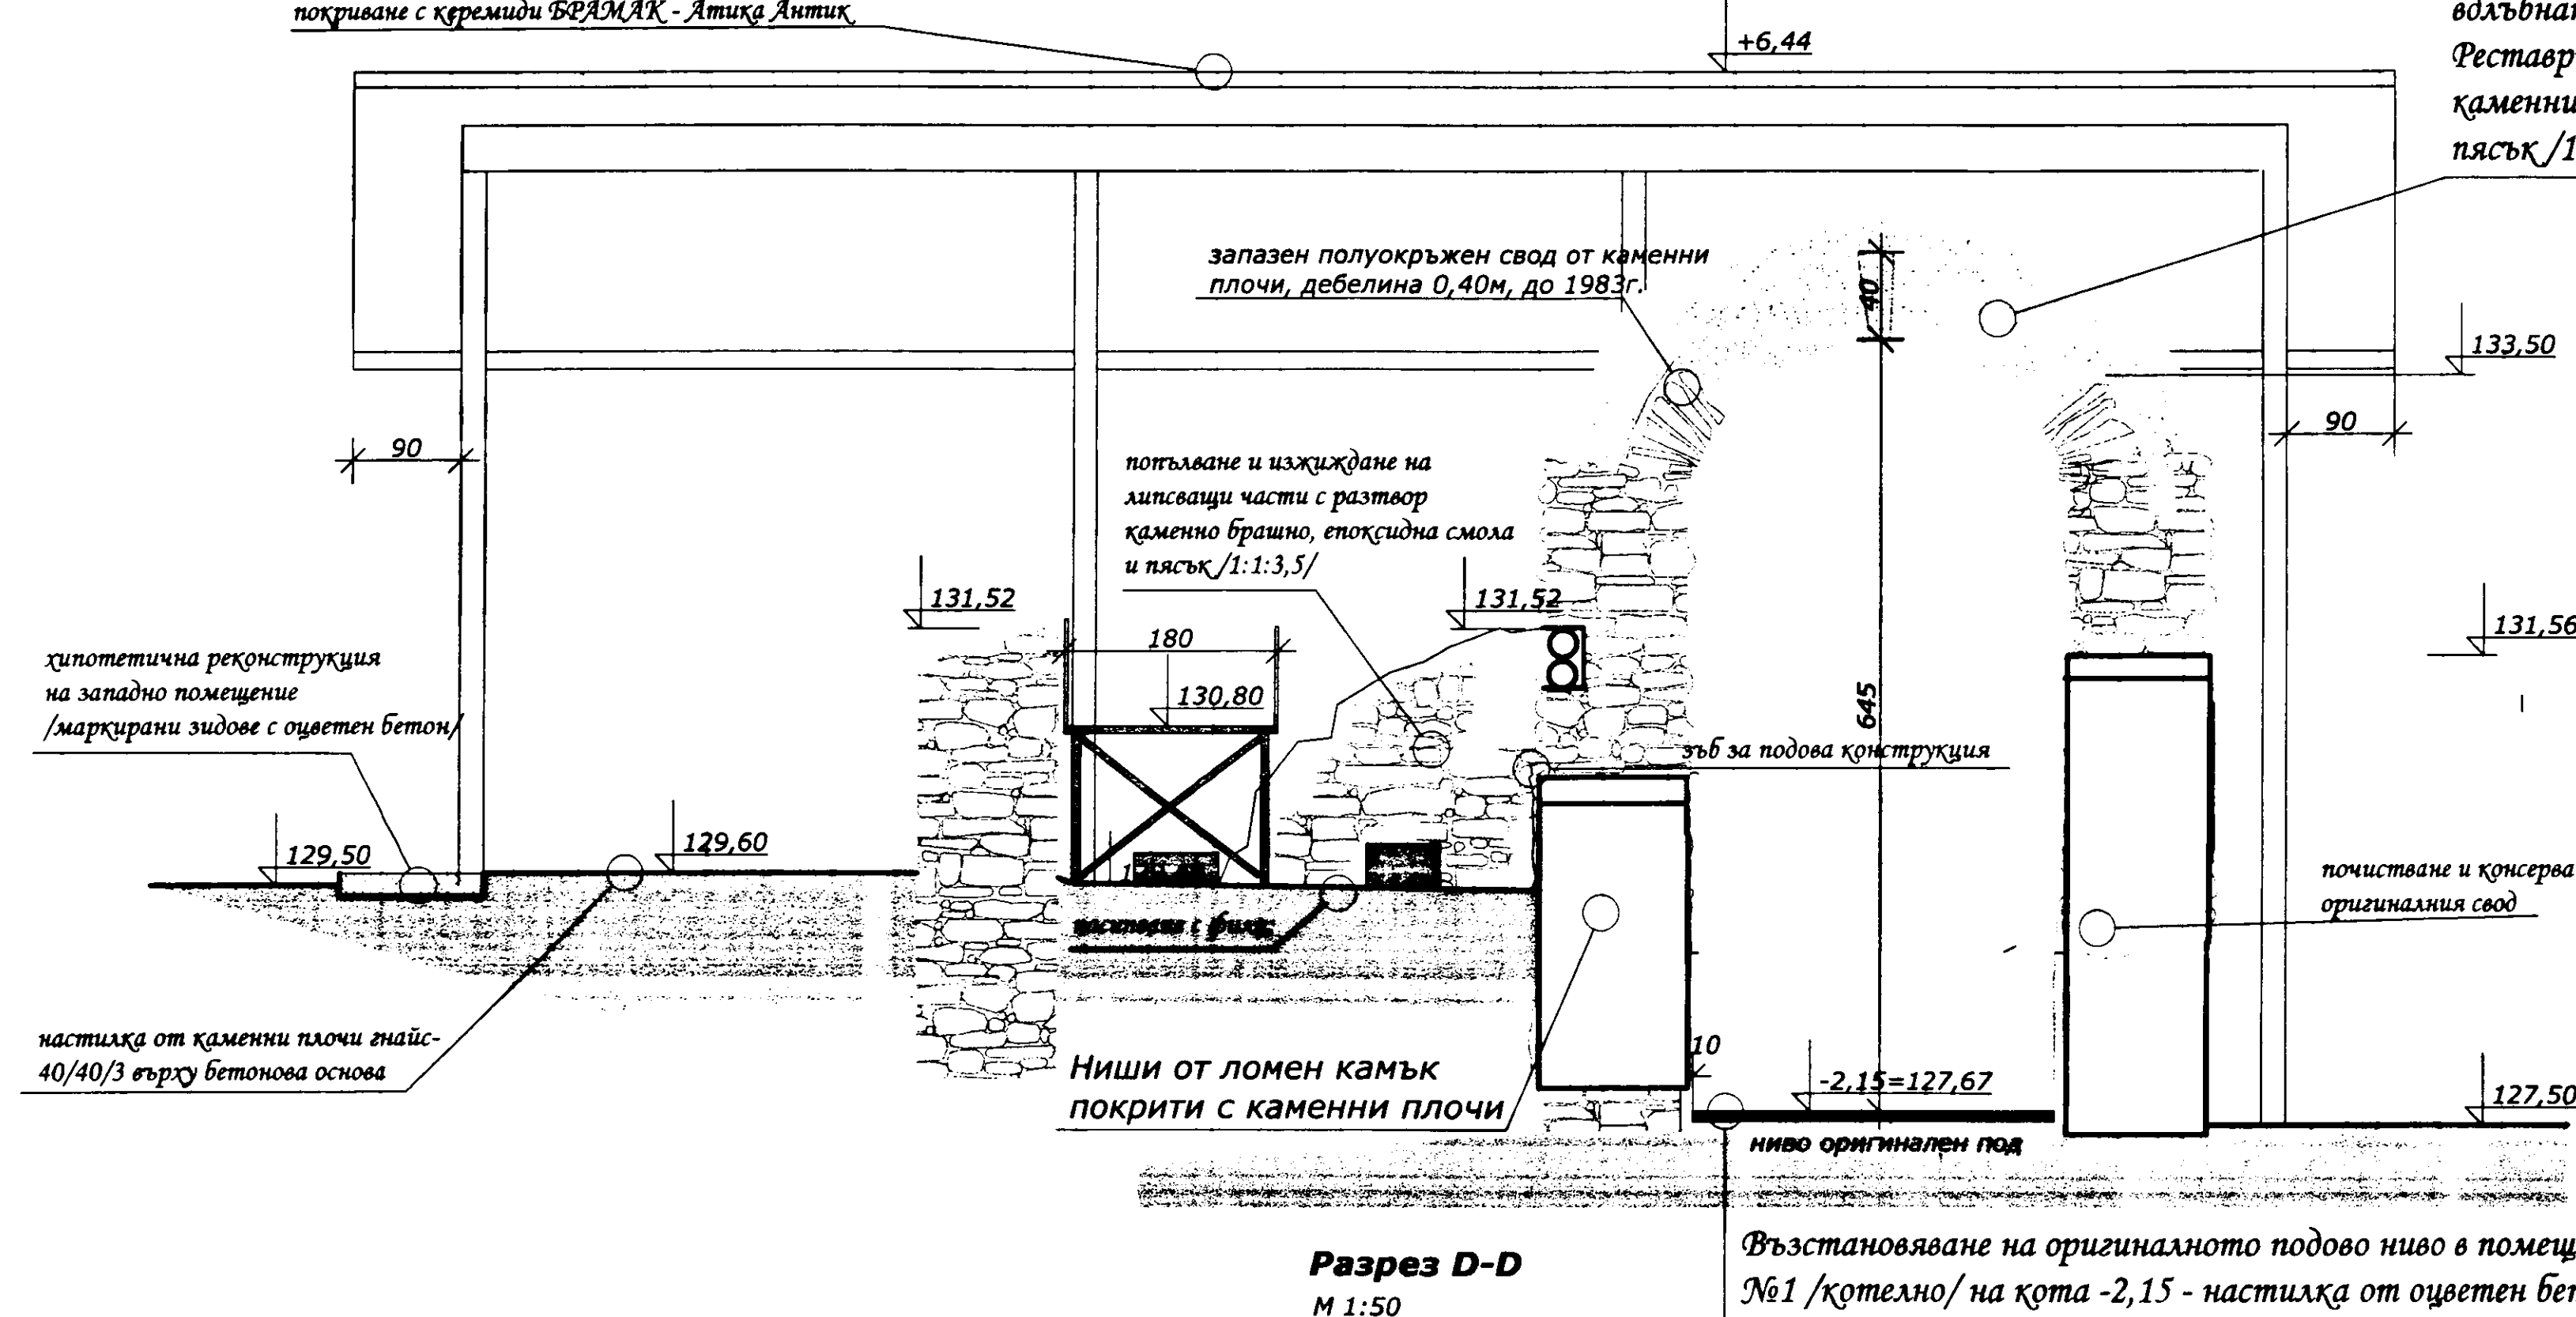 покриване с керемиди БРАМАК - Атика Антик
+6,44
Реставр
каменни
пясък /1
запазен полуокръжен свод от каменни
плочи, дебелина 0,40м, до 1983г.
40
133,50
90
90
попълване и изжиждане на
липсващи части с разтвор
каменно брашно, епоксидна смола
и пясък /1:1:3,5/
131,52
131,52
131,56
180
130,80
645
хипотетична реконструкция
на западно помещение
/маркирани зидове с оцветен бетон/
зъб за подова конструкция
129,50
129,60
почистване и консерва
оригиналния свод
настилка от каменни плочи гнайс-
40/40/3 върху бетонова основа
Ниши от ломен камък
покрити с каменни плочи
10
-2,15=127,67
127,50
ниво оригинален под
Разрез D-D
М 1:50
Възстановяване на оригиналното подово ниво в помещ
№1 /котелно/ на кота -2,15 - настилка от оцветен бет